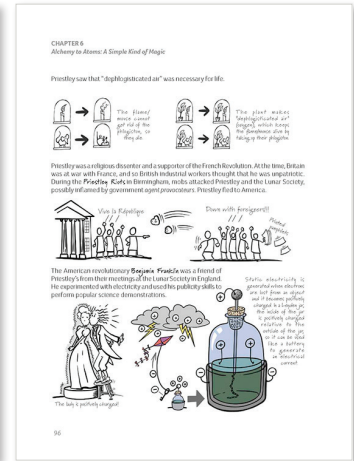 CHAPTER 6
Alchemy to Atoms: A Simple Kind of Magic
Priestley saw that "dephlogisticated air" was necessary for life.
The flame/
mouse cannot
get rid of the
phlogiston, so
they die
The plant makes
"dephlogisticated air"
(oxygen), which keeps
the flame/mouse alive by
taking up their phlogiston
Priestley was a religious dissenter and a supporter of the French Revolution. At the time, Britain
was at war with France, and so British industrial workers thought that he was unpatriotic.
During the Priestley Riots in Birmingham, mobs attacked Priestley and the Lunar Society,
possibly inflamed by government agent provocateurs. Priestley fled to America.
Vive la République
Down with foreigners!!!
Printed
pamphlets
The American revolutionary Benjamin Franklin was a friend of
Priestley's from their meetings at the Lunar Society in England.
He experimented with electricity and used his publicity skills to
perform popular science demonstrations.
Static electricity is
generated when electrons
are lost from an object
and it becomes positively
charged. In a Leyden jar,
the inside of the jar
is positively charged
relative to the
outside of the jar,
so it can be used
like a battery
to generate
an electrical
current.
The lady is positively charged!
96